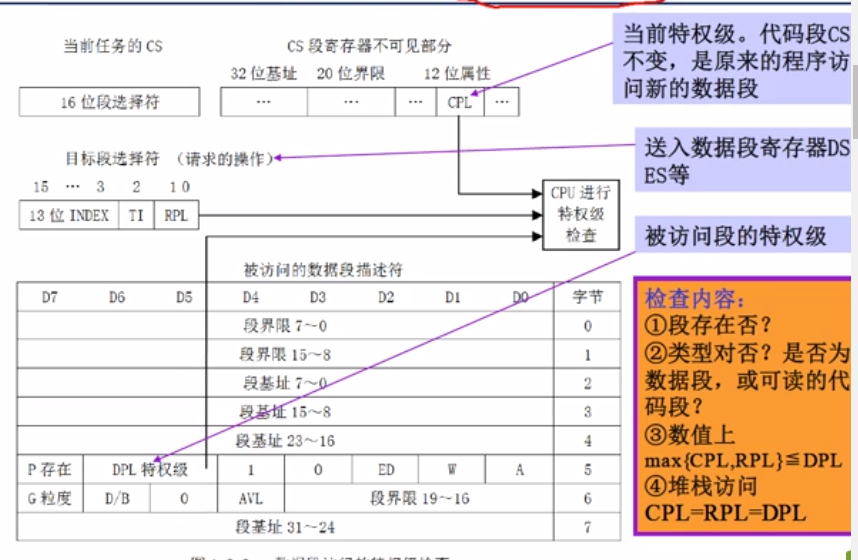 当前任务的CS
CS 段寄存器不可见部分
32 位基址 20 位界限 12 位属性
16 位段选择符
… … … CPL …
当前特权级。代码段CS
不变，是原来的程序访
问新的数据段
目标段选择符 （请求的操作）
15 … 3 2 1 0
13 位 INDEX TI RPL
CPU 进行
特权级
检查
送入数据段寄存器DS
ES等
被访问段的特权级
被访问的数据段描述符
D7 D6 D5 D4 D3 D2 D1 D0 字节
段界限 7～0 0
段界限 15～8 1
段基址 7～0 2
段基址 15～8 3
段基址 23～16 4
P 存在 DPL 特权级 1 0 ED W A 5
G 粒度 D/B 0 AVL 段界限 19～16 6
段基址 31～24 7
检查内容：
①段存在否？
②类型对否？是否为
数据段，或可读的代
码段？
③数值上
max{CPL,RPL}≦DPL
④堆栈访问
CPL=RPL=DPL